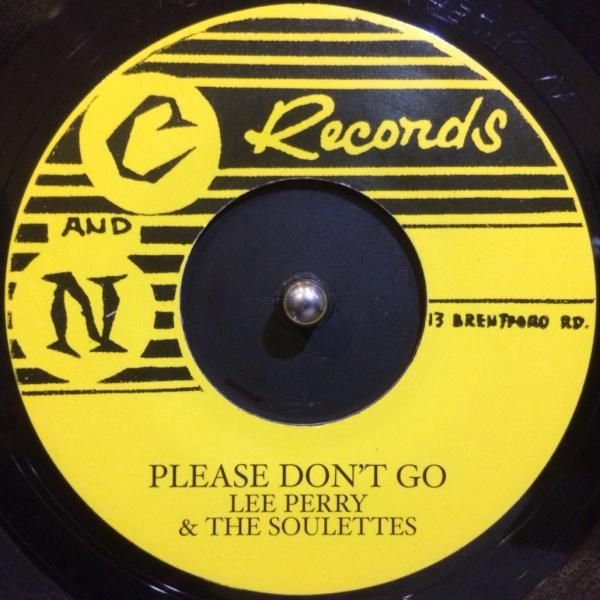 C Records
AND
N
13 BRENTFORD RD.
PLEASE DON'T GO
LEE PERRY
& THE SOULETTES